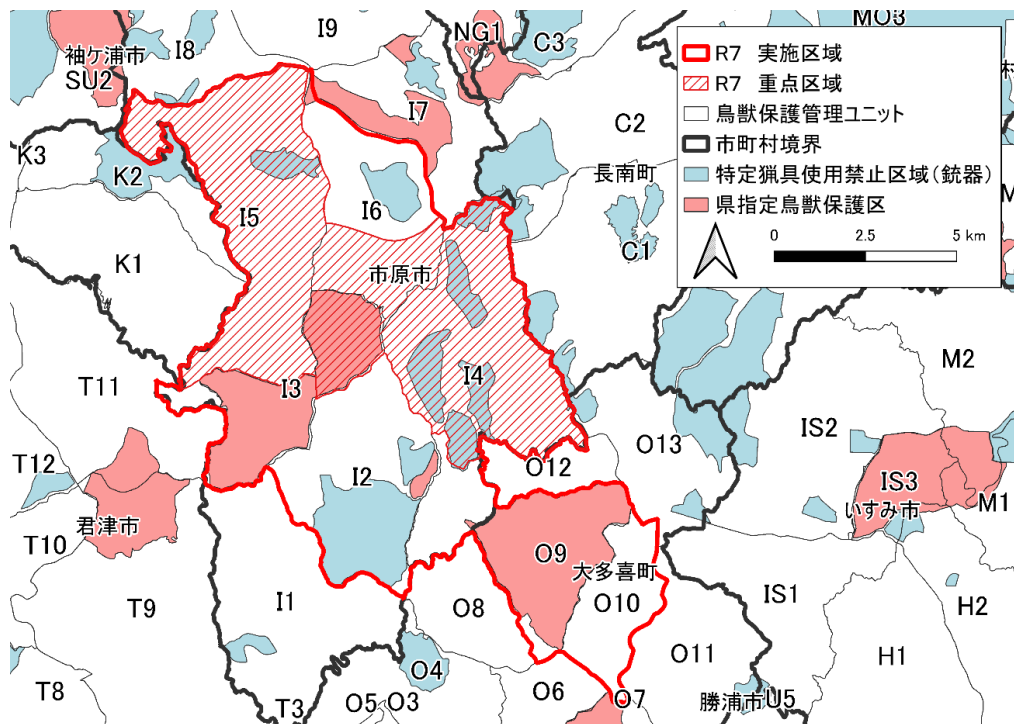 I9
NG1
C3
MO3
袖ケ浦市
I8
SU2
R7 実施区域
R7 重点区域
鳥獣保護管理ユニット
市町村境界
特定猟具使用禁止区域(銃器)
県指定鳥獣保護区
0 2.5 5 km
村
I7
C2
K3
K2
長南町
M
I5
I6
C1
K1
市原市
M2
T11
I3
I4
IS2
O13
T12
I2
O12
IS3
いすみ市
M1
君津市
T10
O9
大多喜町
T9
I1
O8
O10
IS1
H2
O11
H1
T8
T3
O4
O5
O3
O6
O7
勝浦市
U5